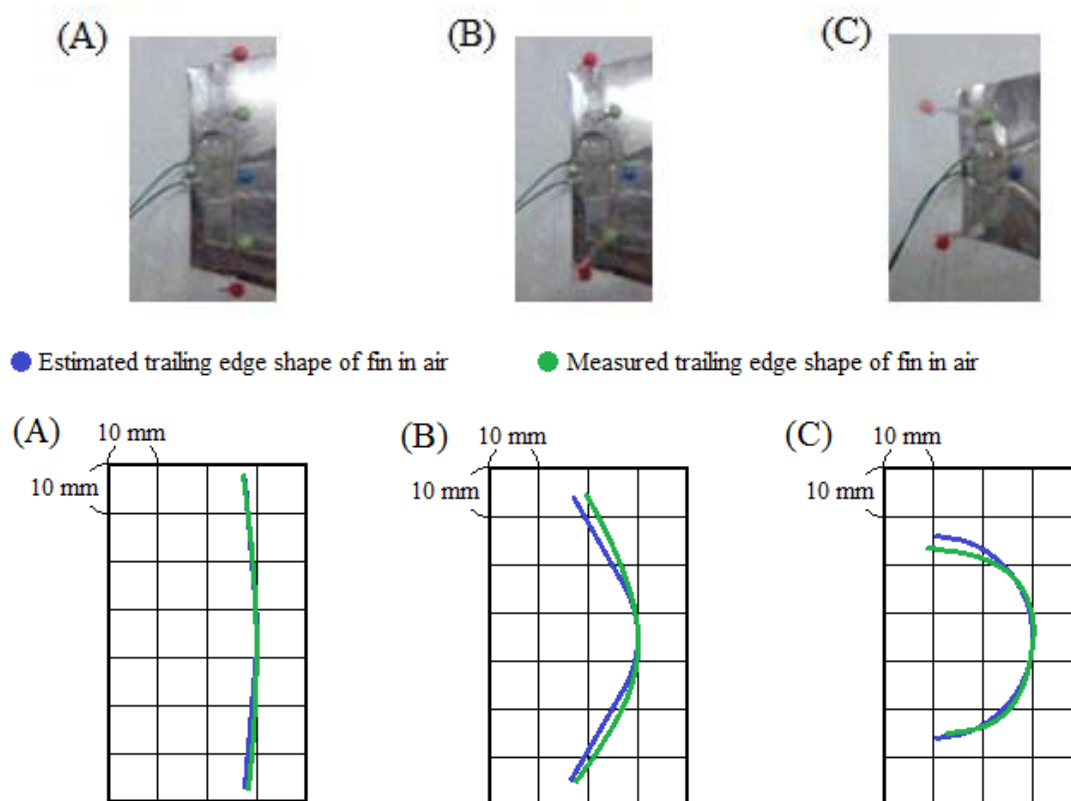 (A) (B) (C)
Estimated trailing edge shape of fin in air Measured trailing edge shape of fin in air
(A) 10 mm (B) 10 mm (C) 10 mm
10 mm 10 mm 10 mm